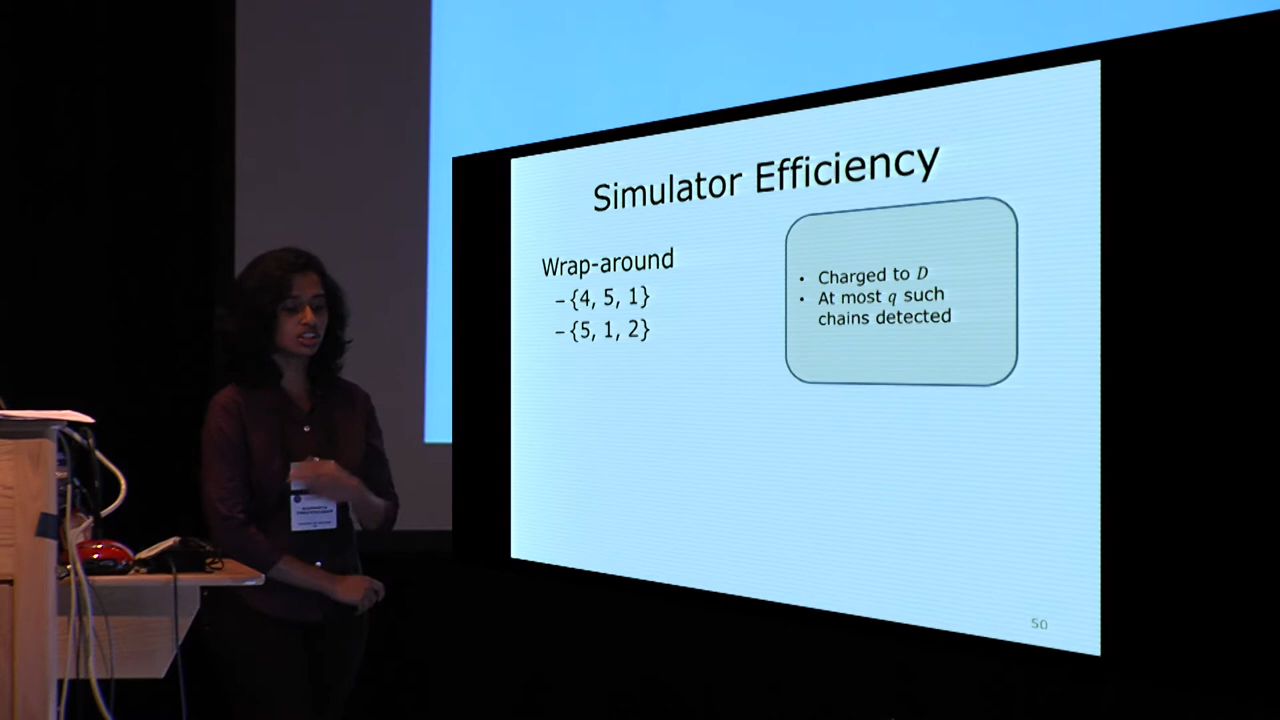 Simulator Efficiency
Wrap-around
– {4, 5, 1}
– {5, 1, 2}
• Charged to D
• At most q such
chains detected
50